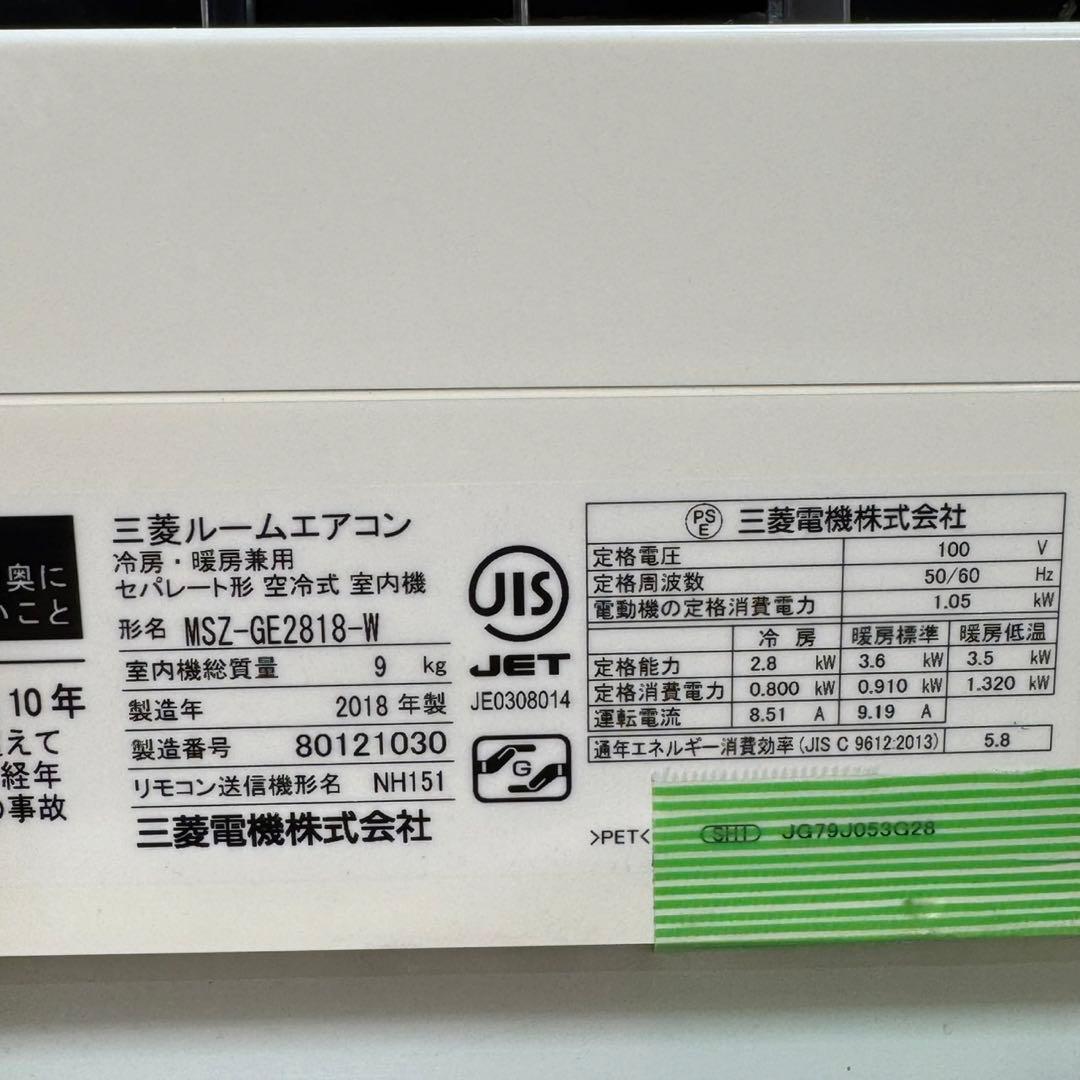 奥に
いこと
10年
超えて
経年
の事故
三菱ルームエアコン
冷房・暖房兼用
セパレート形 空冷式 室内機
形名 MSZ-GE2818-W
室内機総質量 9 kg
製造年 2018 年製
製造番号 80121030
リモコン送信機形名 NH151
三菱電機株式会社
JIS
JET
JE0308014
G
PS E 三菱電機株式会社
定格電圧 100 V
定格周波数 50/60 Hz
電動機の定格消費電力 1.05 kW
冷 房 暖房標準 暖房低温
定格能力 2.8 kW 3.6 kW 3.5 kW
定格消費電力 0.800 kW 0.910 kW 1.320 kW
運転電流 8.51 A 9.19 A
通年エネルギー消費効率 (JIS C 9612:2013) 5.8
>PET< SHI JG79J053G28